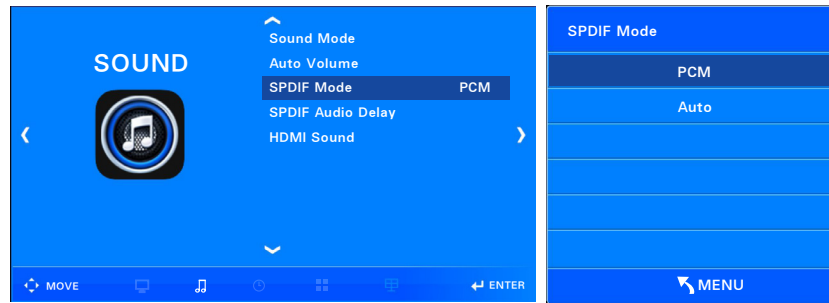 SOUND
Sound Mode
Auto Volume
SPDIF Mode PCM
SPDIF Audio Delay
HDMI Sound
MOVE
ENTER
SPDIF Mode
PCM
Auto
MENU